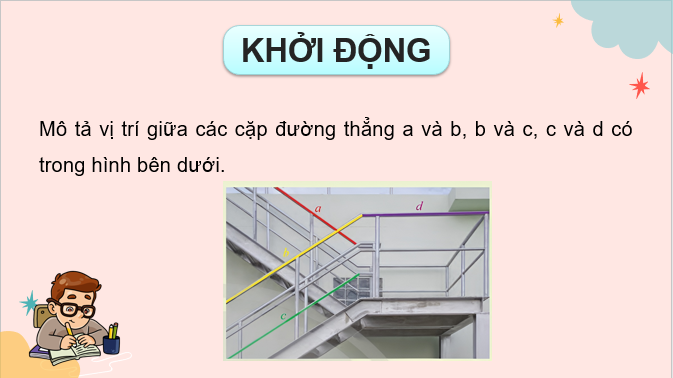 KHỞI ĐỘNG
Mô tả vị trí giữa các cặp đường thẳng a và b, b và c, c và d có
trong hình bên dưới.
a
d
b
c